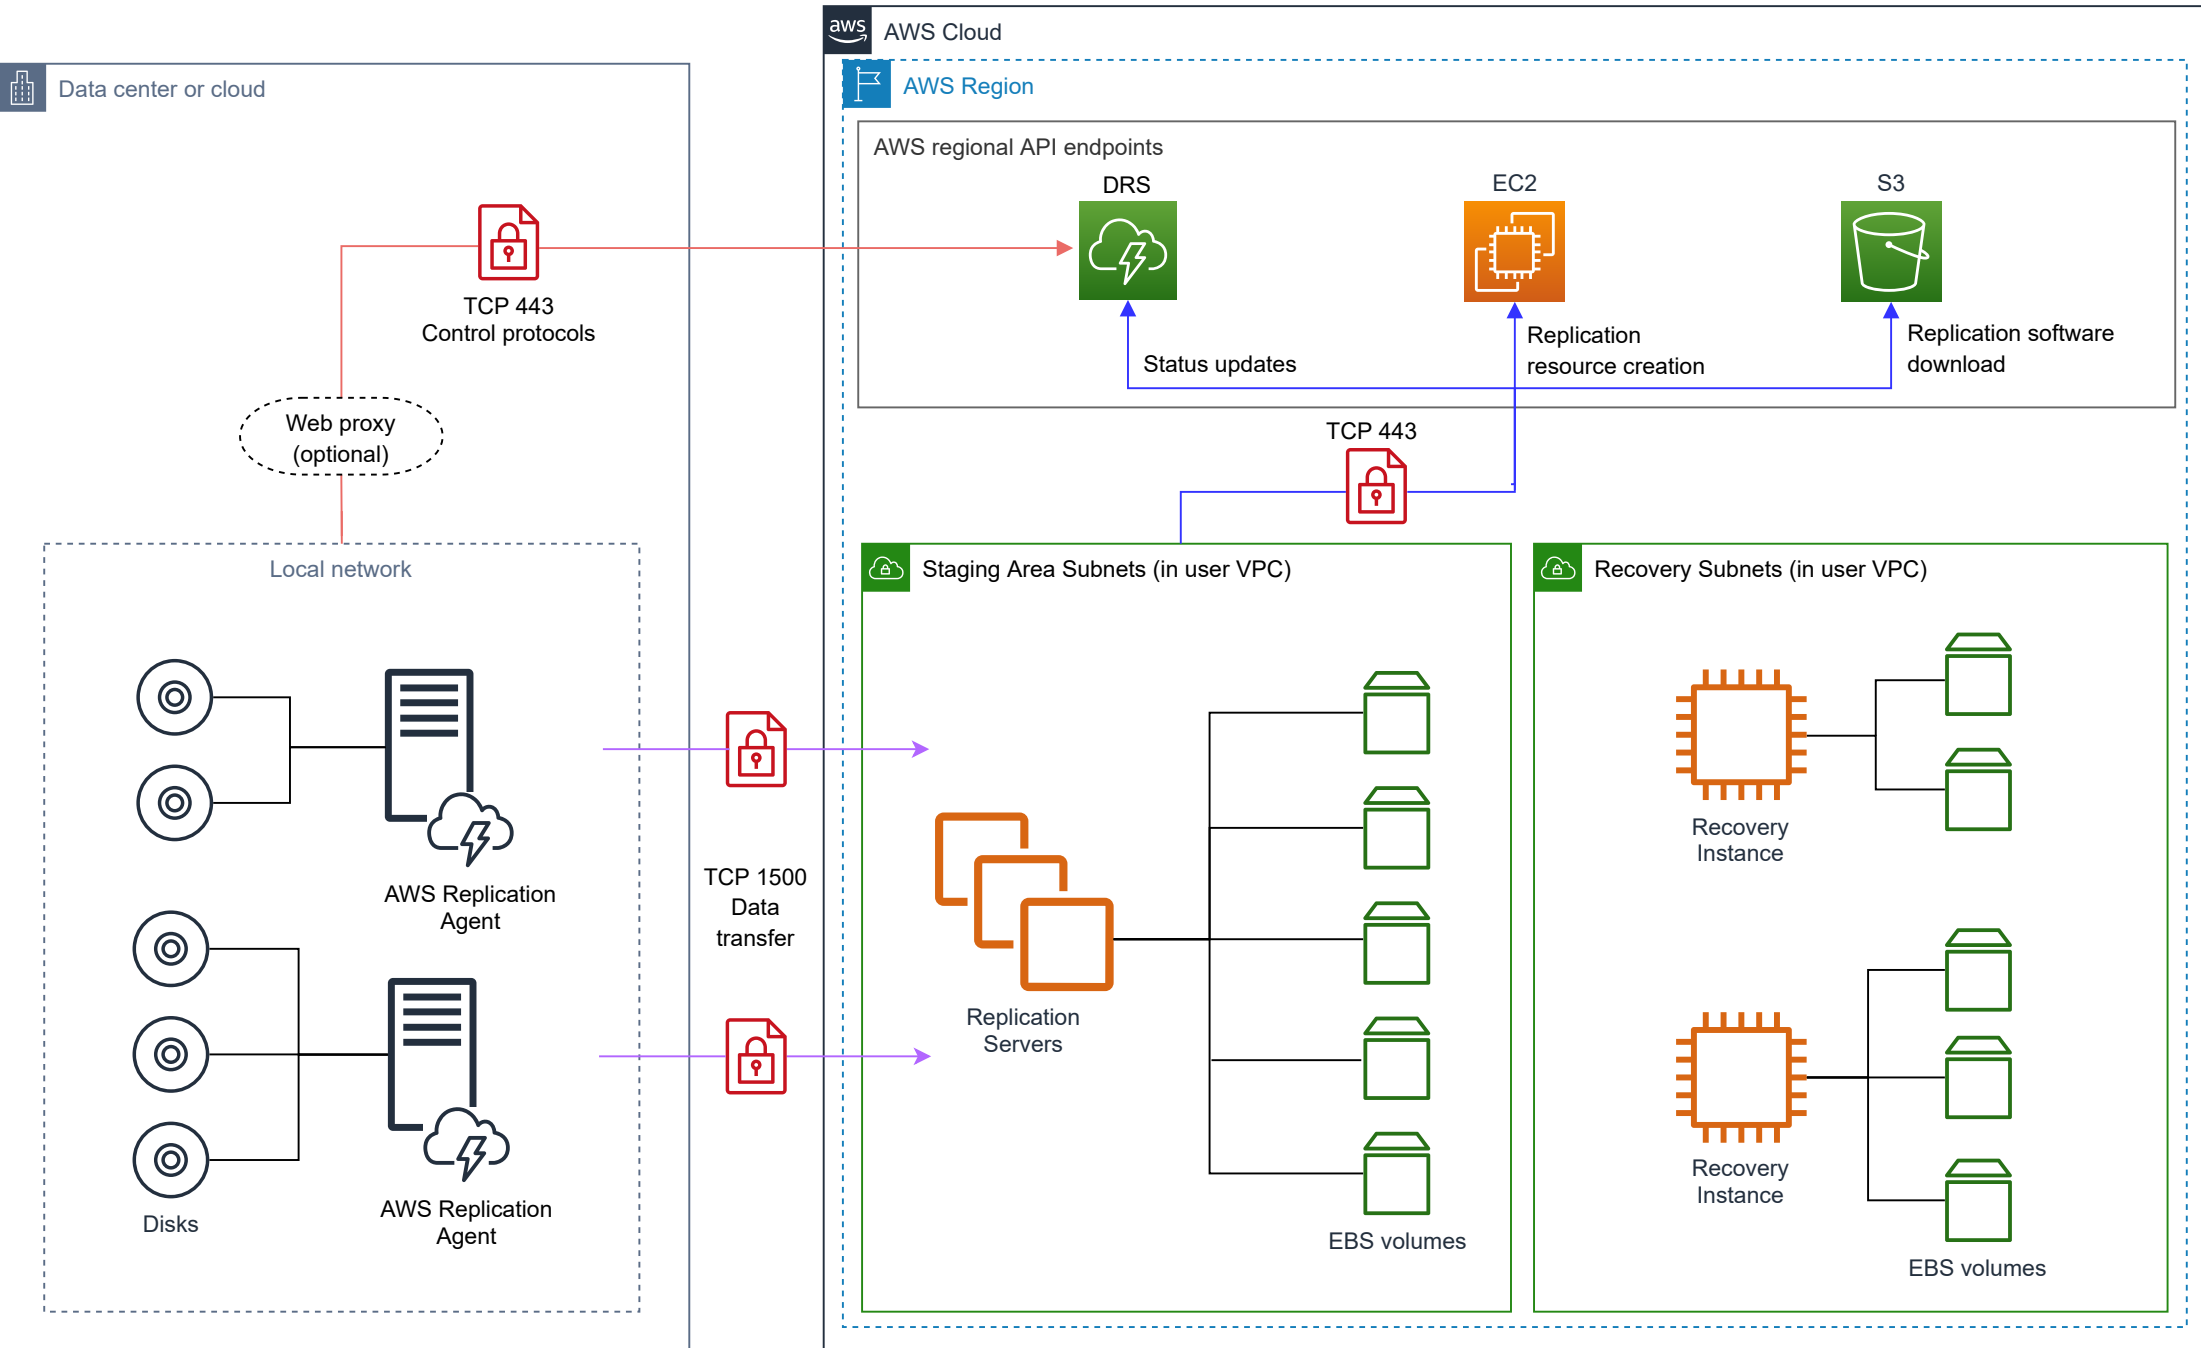 aws
AWS Cloud
Data center or cloud
AWS Region
AWS regional API endpoints
DRS
EC2
S3
TCP 443
Control protocols
Status updates
Replication
resource creation
Replication software
download
Web proxy
(optional)
TCP 443
Local network
Staging Area Subnets (in user VPC)
Recovery Subnets (in user VPC)
AWS Replication
Agent
TCP 1500
Data
transfer
Replication
Servers
Recovery
Instance
Recovery
Instance
Disks
AWS Replication
Agent
EBS volumes
EBS volumes